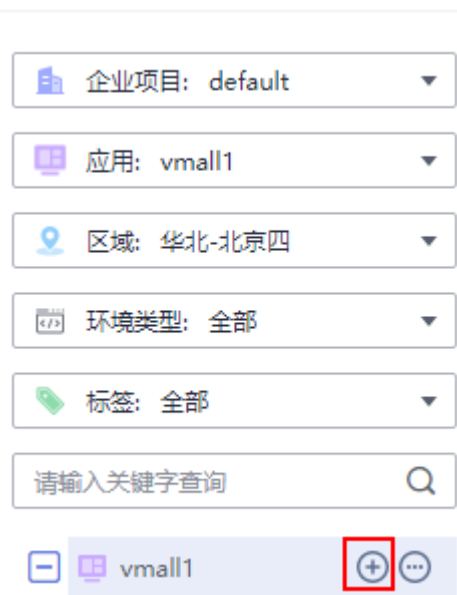 企业项目: default
应用: vmall1
区域: 华北-北京四
环境类型: 全部
标签: 全部
请输入关键字查询
vmall1